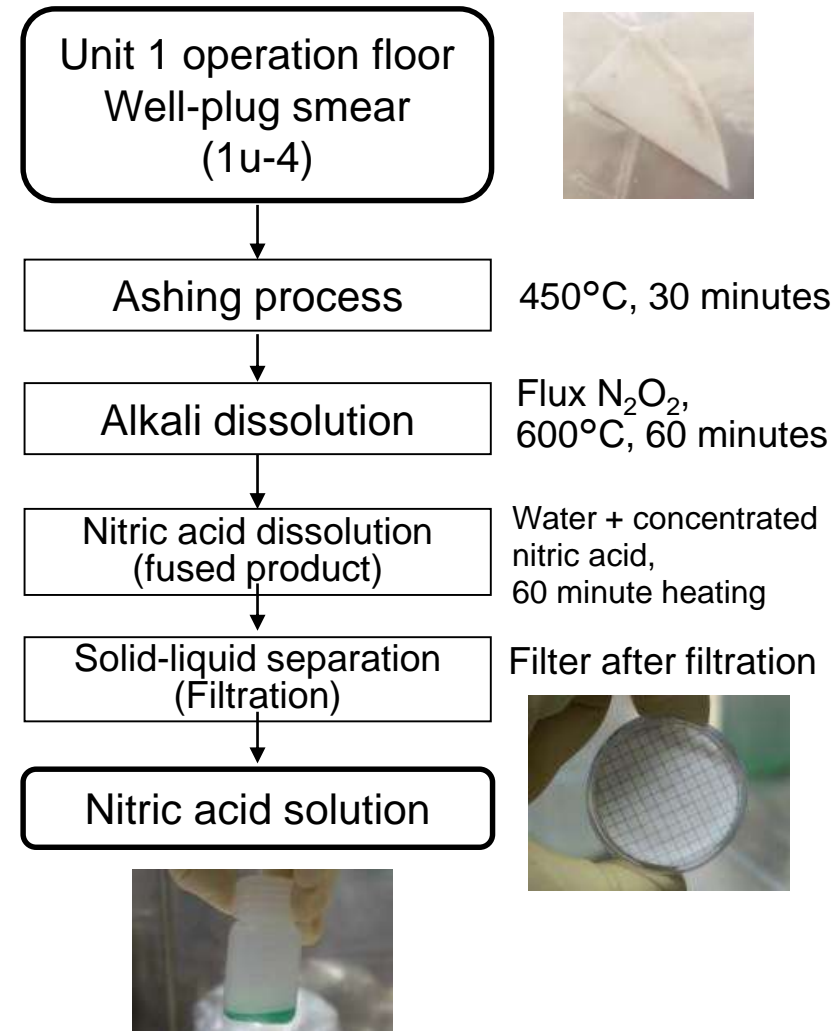 Unit 1 operation floor
Well-plug smear
(1u-4)
Ashing process
450°C, 30 minutes
Alkali dissolution
Flux N₂O₂,
600°C, 60 minutes
Nitric acid dissolution
(fused product)
Water + concentrated
nitric acid,
60 minute heating
Solid-liquid separation
(Filtration)
Filter after filtration
Nitric acid solution